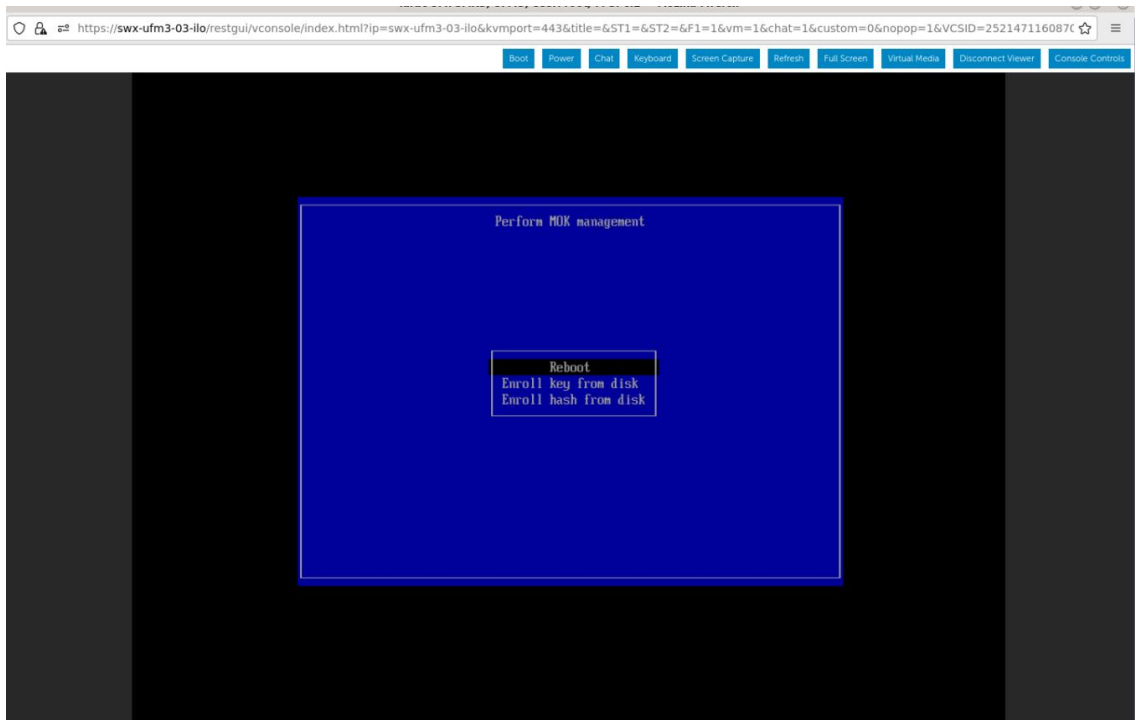 https://swx-ufm3-03-ilo/restgui/vconsole/index.html?ip=swx-ufm3-03-ilo&kvmport=443&title=&ST1=&ST2=&F1=1&vm=1&chat=1&custom=0&nopop=1&VCSID=2521471160870
Boot Power Chat Keyboard Screen Capture Refresh Full Screen Virtual Media Disconnect Viewer Console Controls
Perform MOK management
Reboot
Enroll key from disk
Enroll hash from disk